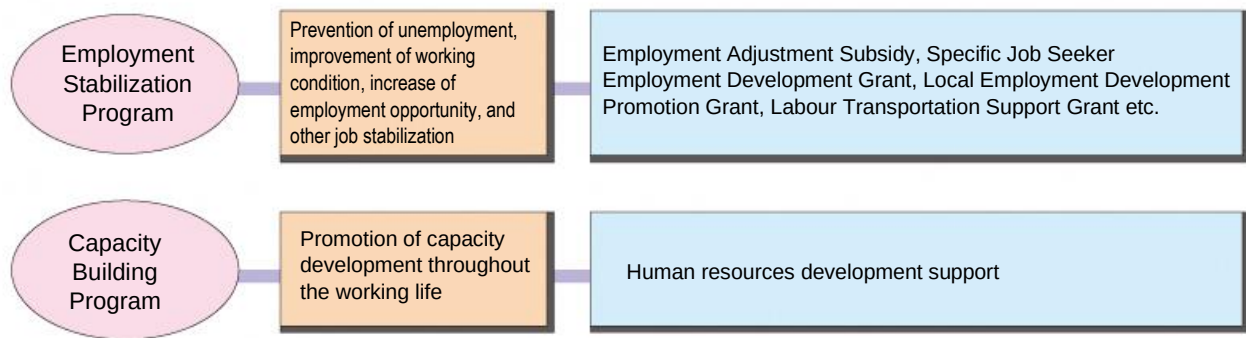 Employment
Stabilization
Program
Prevention of unemployment,
improvement of working
condition, increase of
employment opportunity, and
other job stabilization
Employment Adjustment Subsidy, Specific Job Seeker
Employment Development Grant, Local Employment Development
Promotion Grant, Labour Transportation Support Grant etc.
Capacity
Building
Program
Promotion of capacity
development throughout
the working life
Human resources development support